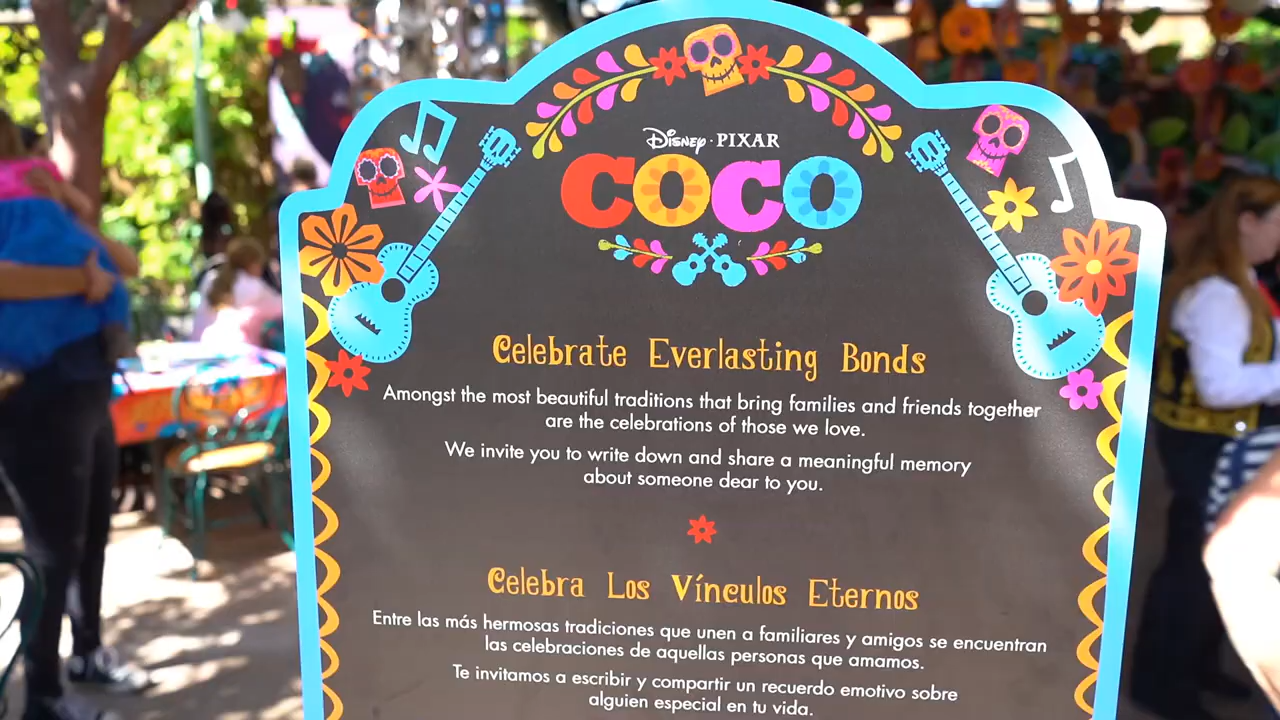 Disney · PIXAR
COCO
Celebrate Everlasting Bonds
Amongst the most beautiful traditions that bring families and friends together
are the celebrations of those we love.
We invite you to write down and share a meaningful memory
about someone dear to you.
Celebra Los Vínculos Eternos
Entre las más hermosas tradiciones que unen a familiares y amigos se encuentran
las celebraciones de aquellas personas que amamos.
Te invitamos a escribir y compartir un recuerdo emotivo sobre
alguien especial en tu vida.